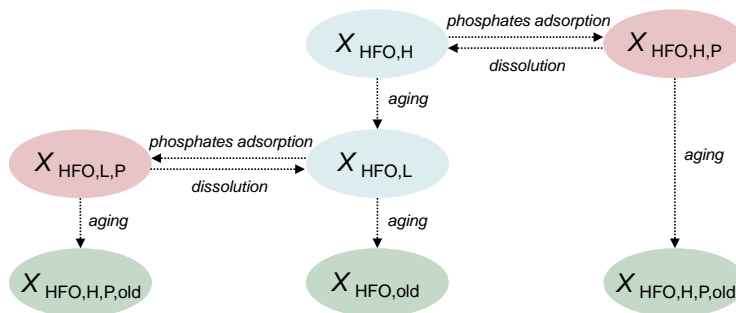 phosphates adsorption
X HFO,H
X HFO,H,P
dissolution
aging
phosphates adsorption
aging
X HFO,L,P
X HFO,L
dissolution
aging
aging
X HFO,H,P,old
X HFO,old
X HFO,H,P,old